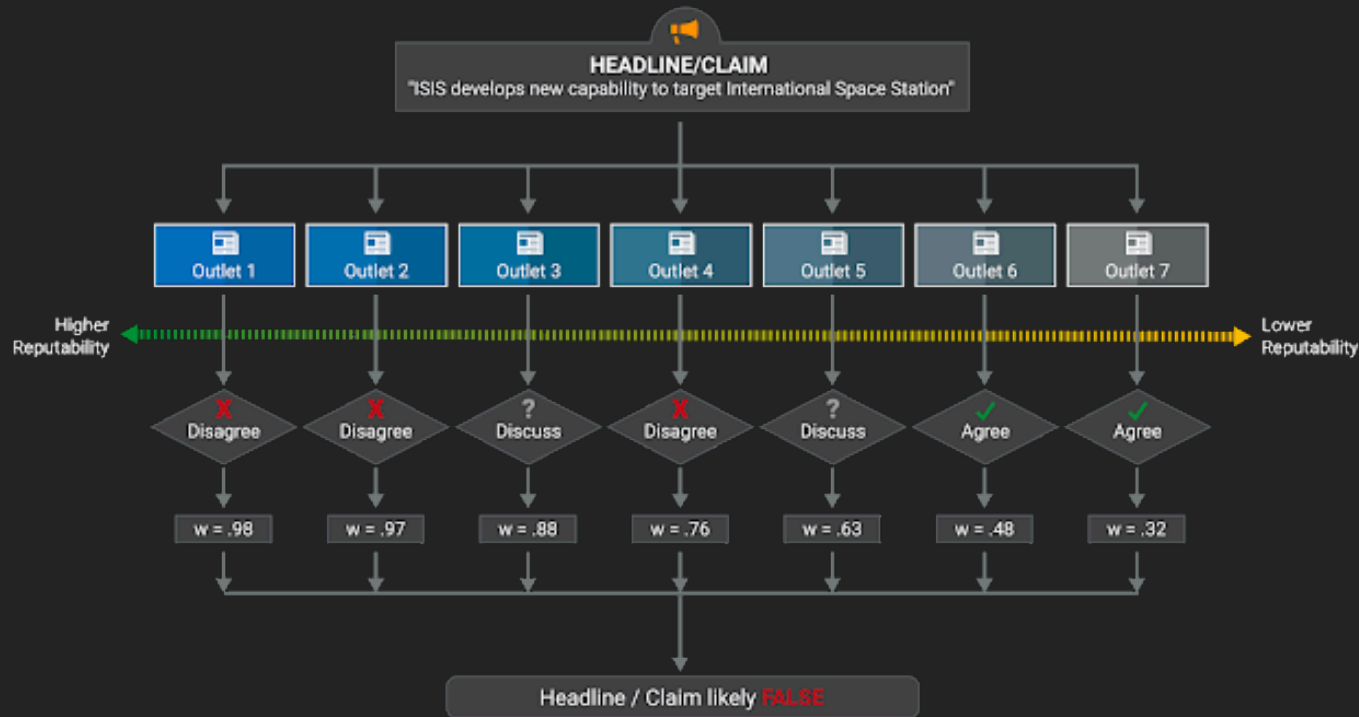 HEADLINE/CLAIM
"ISIS develops new capability to target International Space Station"
Outlet 1
Outlet 2
Outlet 3
Outlet 4
Outlet 5
Outlet 6
Outlet 7
Higher
Reputability
Lower
Reputability
X
X
?
X
?
Disagree
Disagree
Discuss
Disagree
Discuss
Agree
Agree
w = .98
w = .97
w = .88
w = .76
w = .63
w = .48
w = .32
Headline / Claim likely FALSE